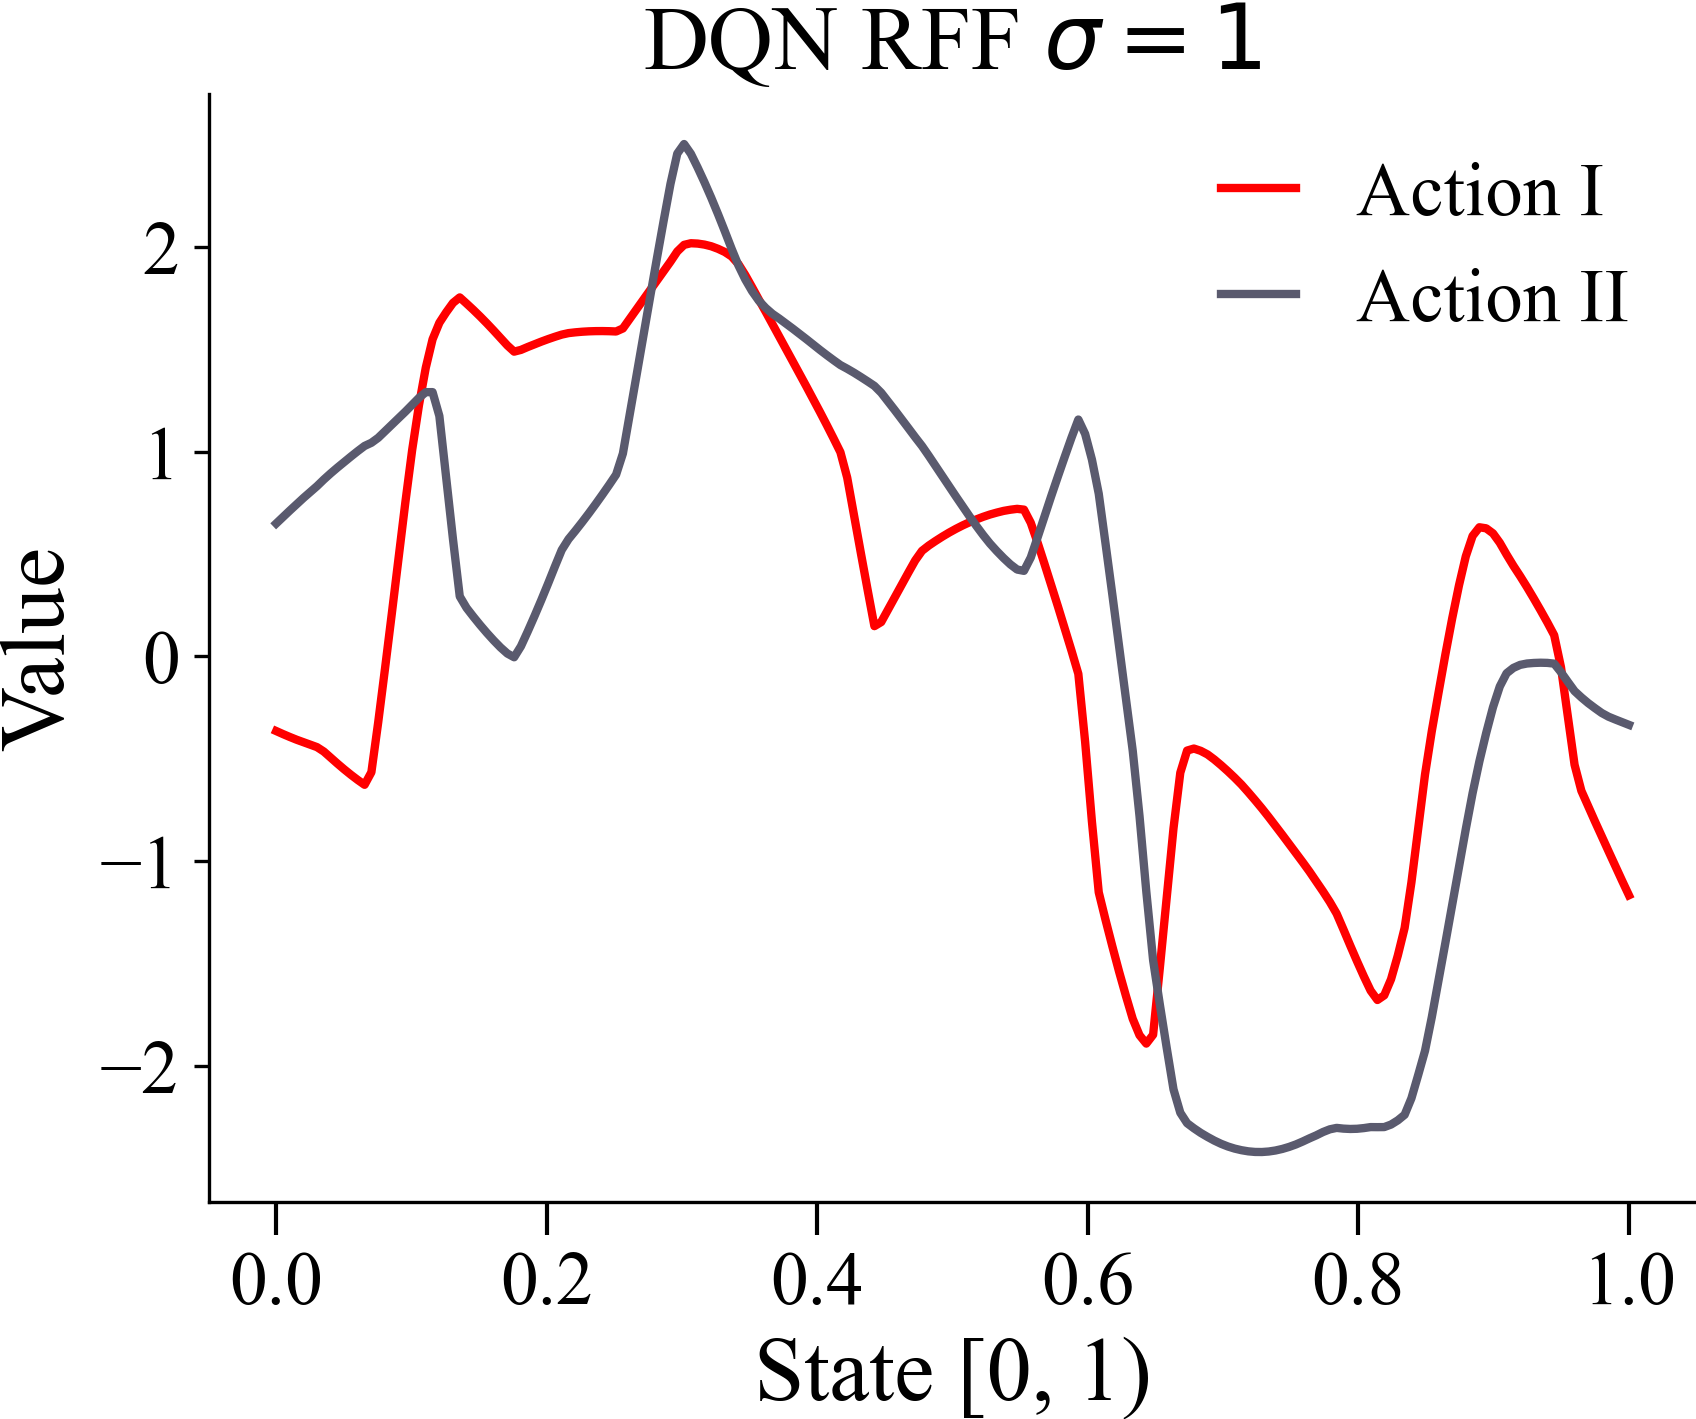 DQN RFF σ = 1
Action I
Action II
Value
2
1
0
−1
−2
0.0 0.2 0.4 0.6 0.8 1.0
State [0, 1)